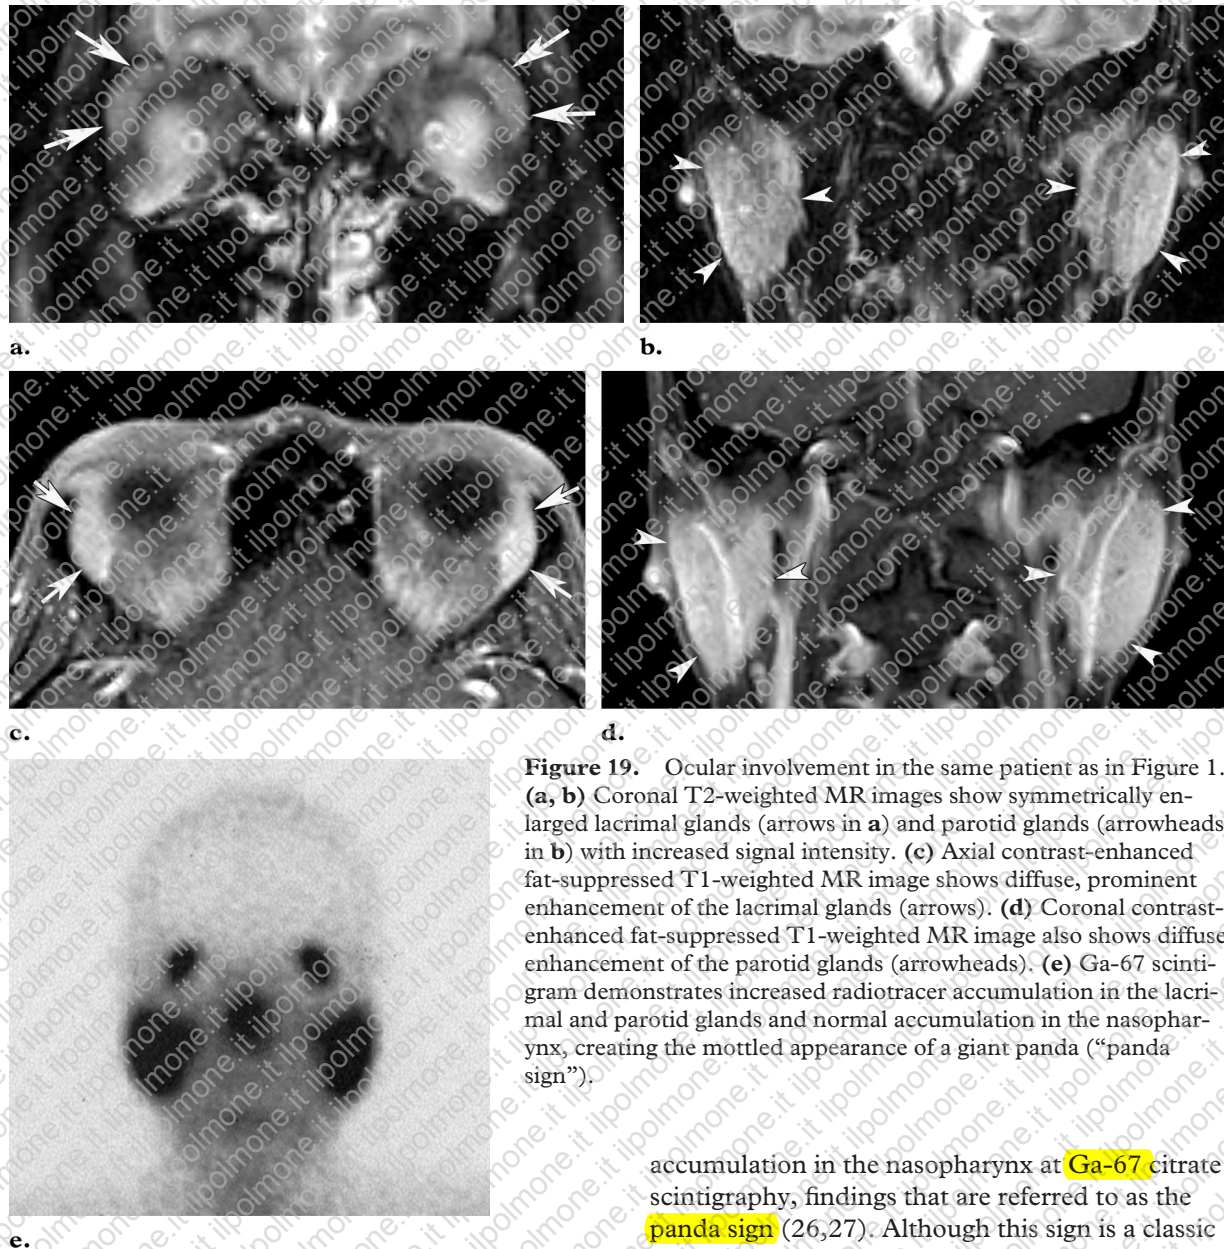 a.
b.
c.
d.
Figure 19. Ocular involvement in the same patient as in Figure 1.
(a, b) Coronal T2-weighted MR images show symmetrically en-
larged lacrimal glands (arrows in a) and parotid glands (arrowheads
in b) with increased signal intensity. (c) Axial contrast-enhanced
fat-suppressed T1-weighted MR image shows diffuse, prominent
enhancement of the lacrimal glands (arrows). (d) Coronal contrast-
enhanced fat-suppressed T1-weighted MR image also shows diffuse
enhancement of the parotid glands (arrowheads). (e) Ga-67 scinti-
gram demonstrates increased radiotracer accumulation in the lacri-
mal and parotid glands and normal accumulation in the nasophar-
ynx, creating the mottled appearance of a giant panda (“panda
sign”).
accumulation in the nasopharynx at Ga-67 citrate
scintigraphy, findings that are referred to as the
panda sign (26,27). Although this sign is a classic
e.
ilpolmone.it